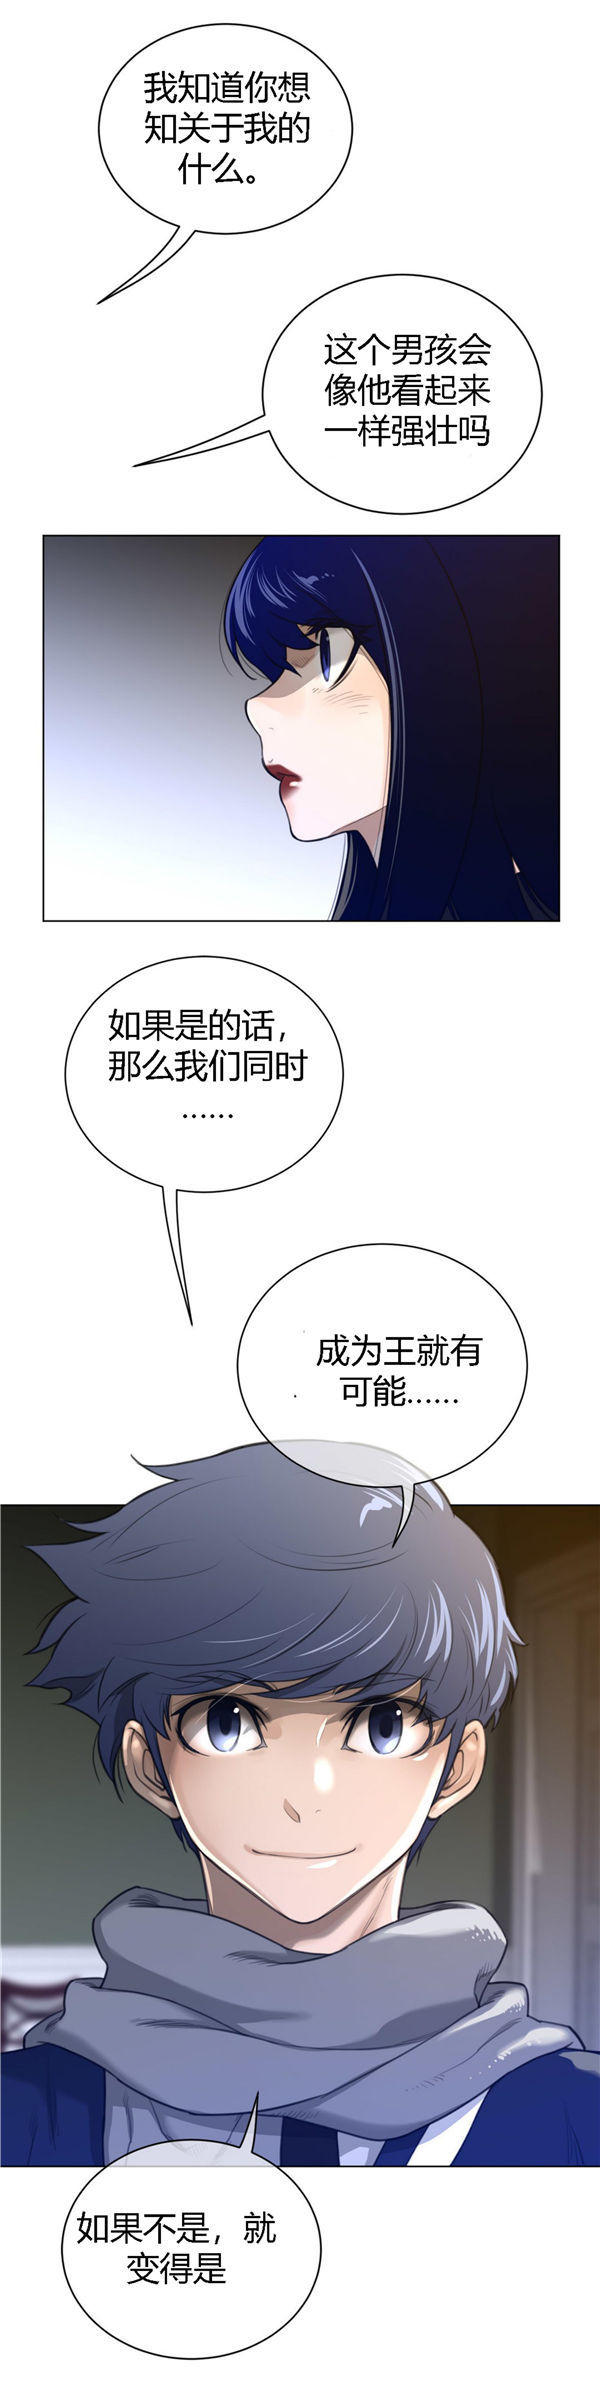 我知道你想
知关于我的
什么。
这个男孩会
像他看起来
一样强壮吗
如果是的话，
那么我们同时
……
成为王就有
可能……
如果不是，就
变得是